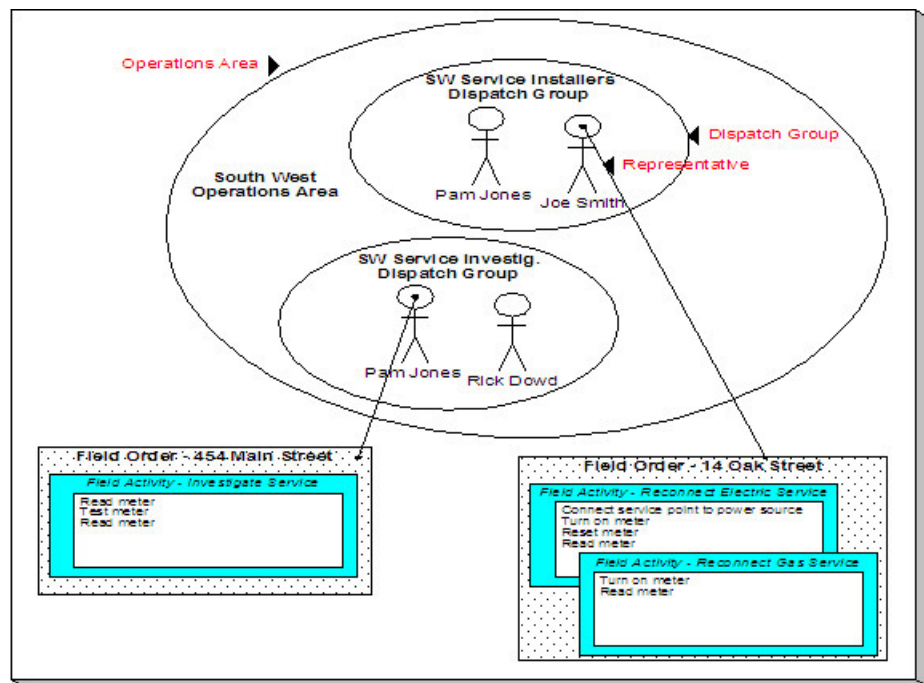 Operations Area
SW Service Installers
Dispatch Group
Dispatch Group
Representative
South West
Operations Area
Pam Jones
Joe Smith
SW Service Investig.
Dispatch Group
Pam Jones
Rick Dowd
Field Order - 454 Main Street
Field Activity - Investigate Service
Read meter
Test meter
Read meter
Field Order - 14 Oak Street
Field Activity - Reconnect Electric Service
Connect service point to power source
Turn on meter
Reset meter
Read meter
Field Activity - Reconnect Gas Service
Turn on meter
Read meter